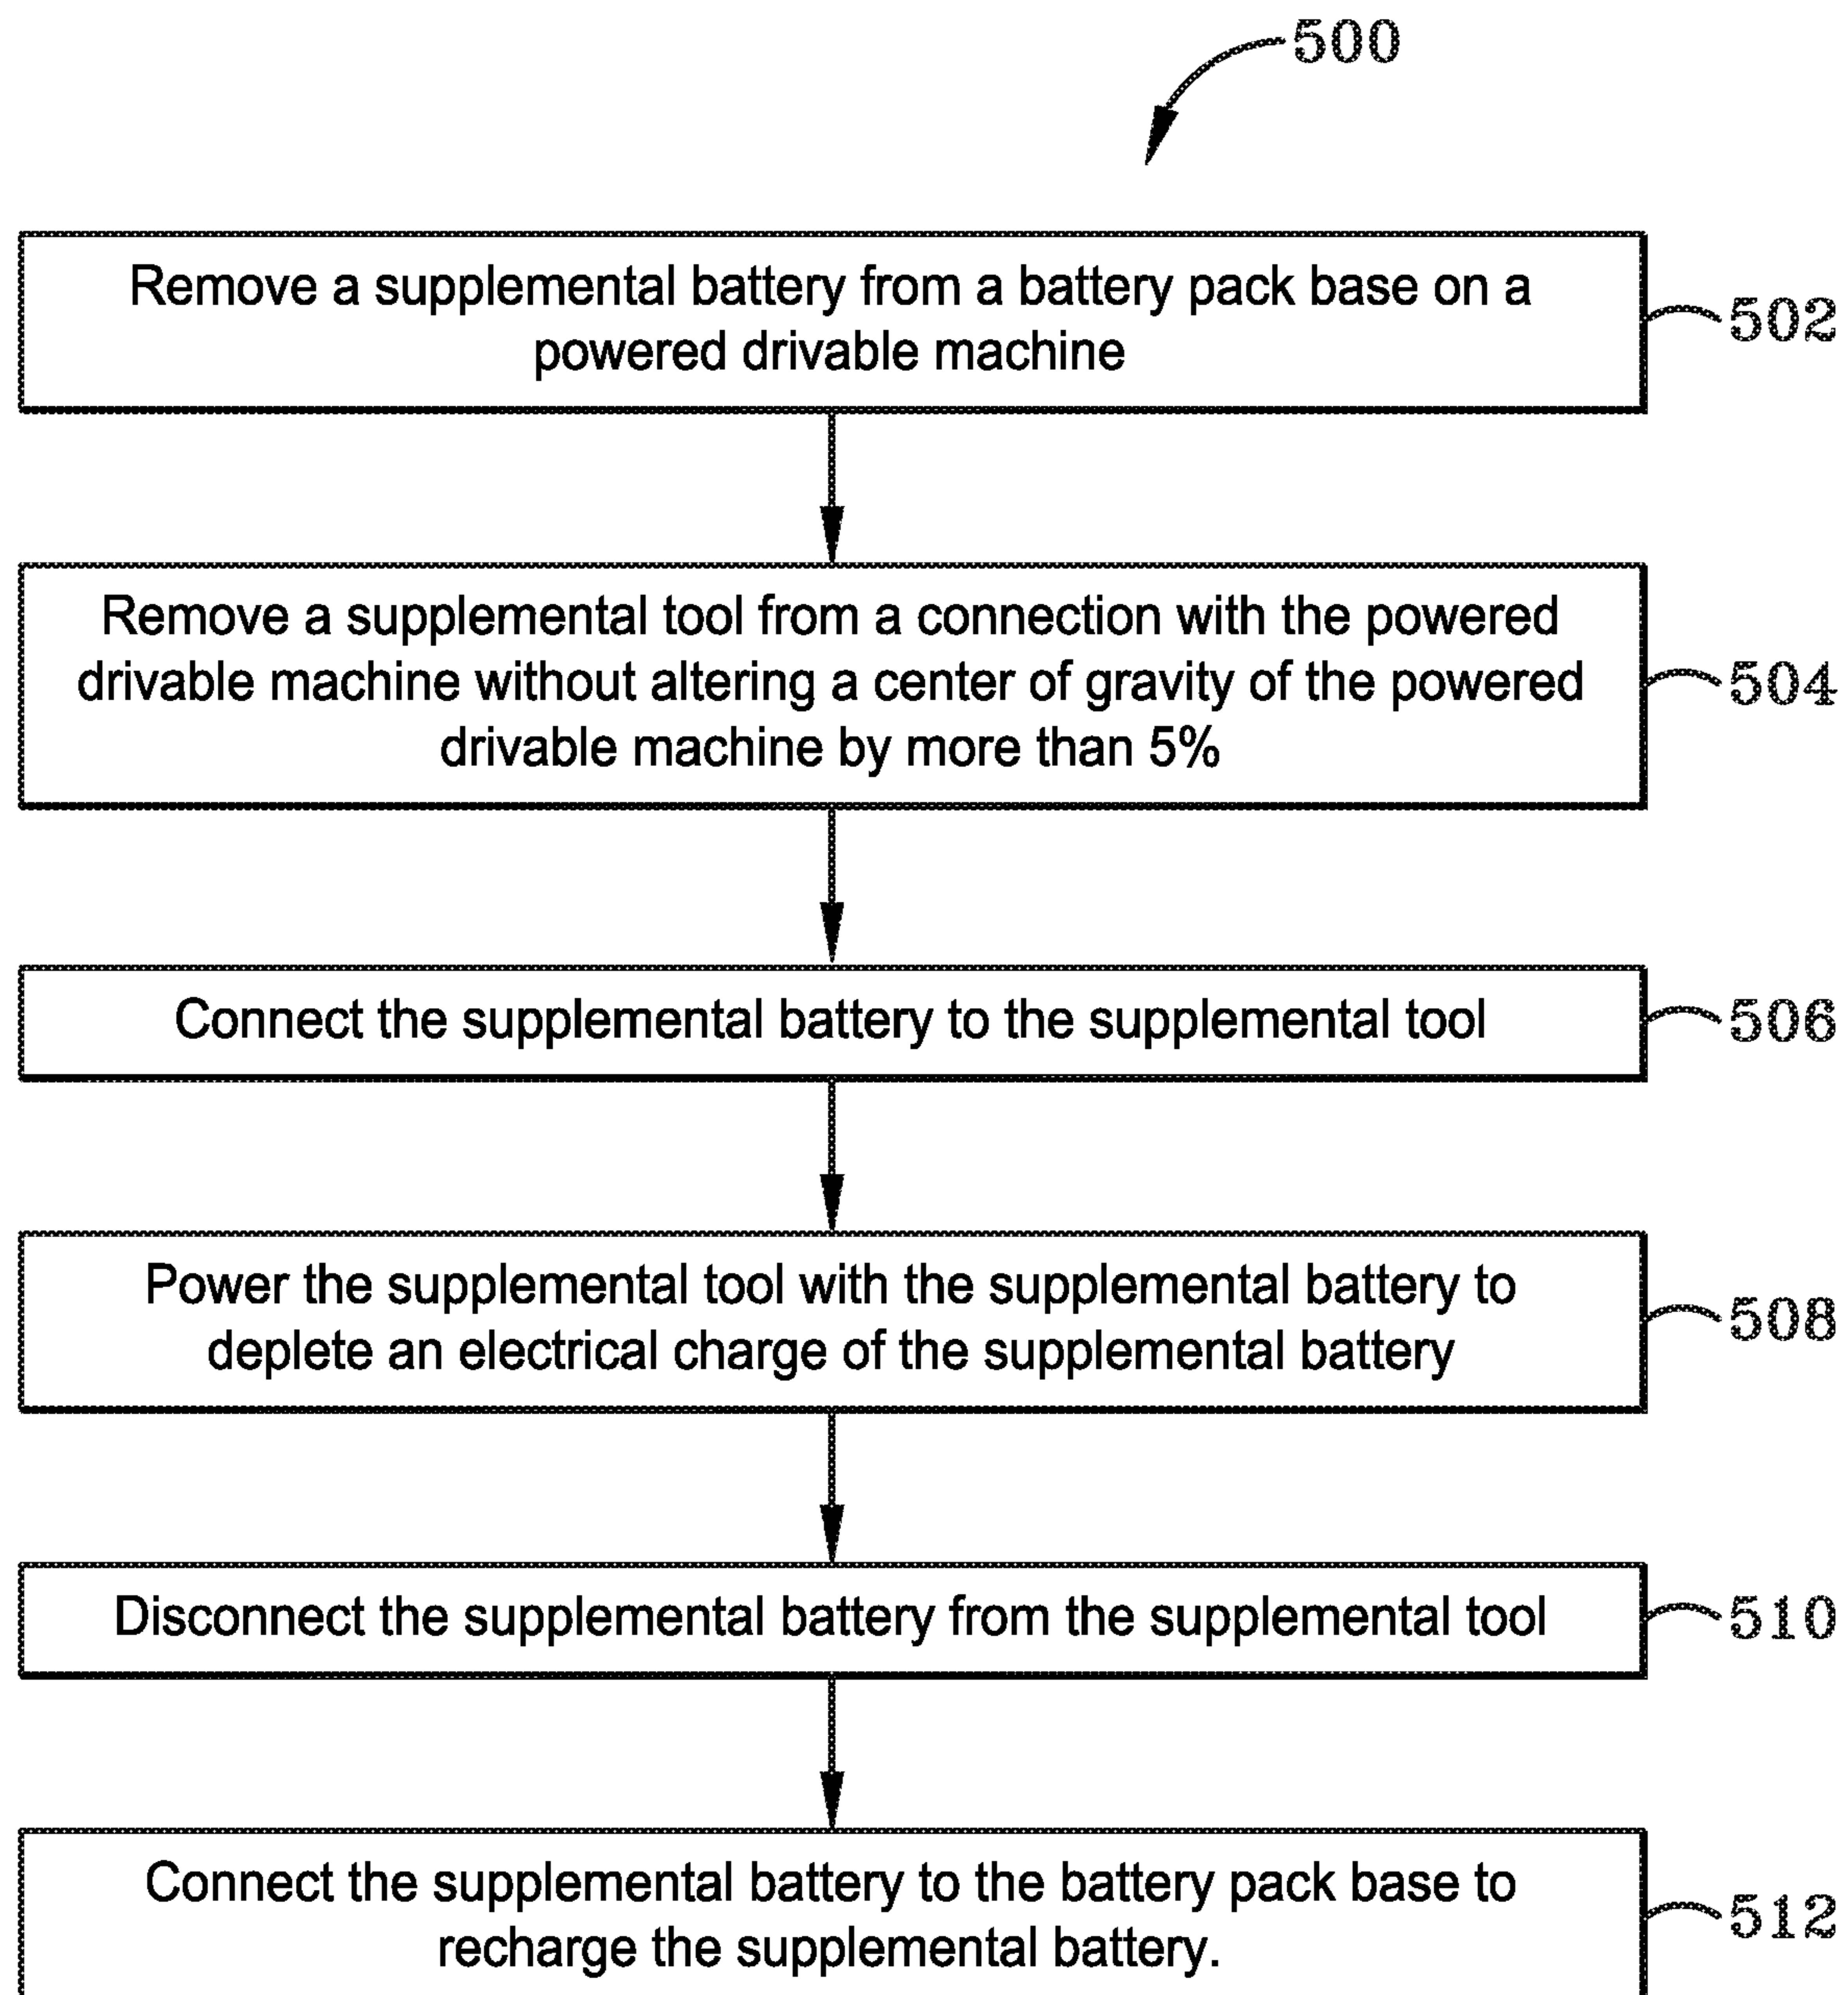 500
Remove a supplemental battery from a battery pack base on a
powered drivable machine
502
Remove a supplemental tool from a connection with the powered
drivable machine without altering a center of gravity of the powered
drivable machine by more than 5%
504
Connect the supplemental battery to the supplemental tool
506
Power the supplemental tool with the supplemental battery to
deplete an electrical charge of the supplemental battery
508
Disconnect the supplemental battery from the supplemental tool
510
Connect the supplemental battery to the battery pack base to
recharge the supplemental battery.
512